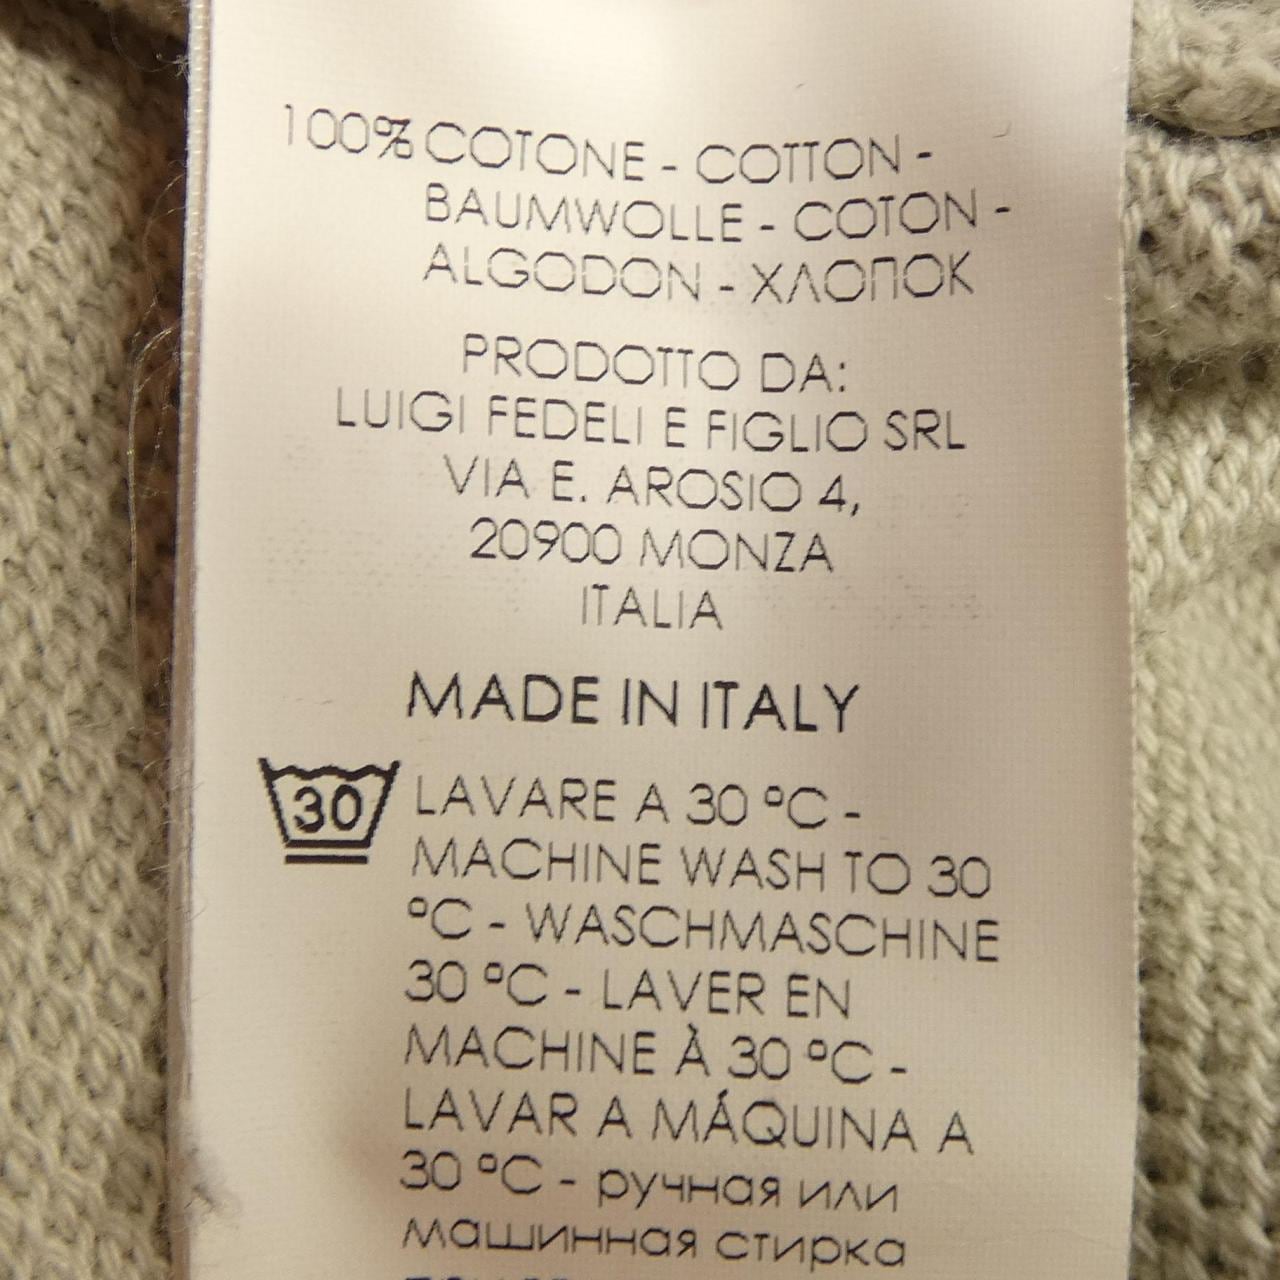 100% COTONE - COTTON -
BAUMWOLLE - COTON -
ALGODON - ХЛОПОК
PRODOTTO DA:
LUIGI FEDELI E FIGLIO SRL
VIA E. AROSIO 4,
20900 MONZA
ITALIA
MADE IN ITALY
30
LAVARE A 30 °C -
MACHINE WASH TO 30
°C - WASCHMASCHINE
30 °C - LAVER EN
MACHINE À 30 °C -
LAVAR A MÁQUINA A
30 °C - ручная или
машинная стирка